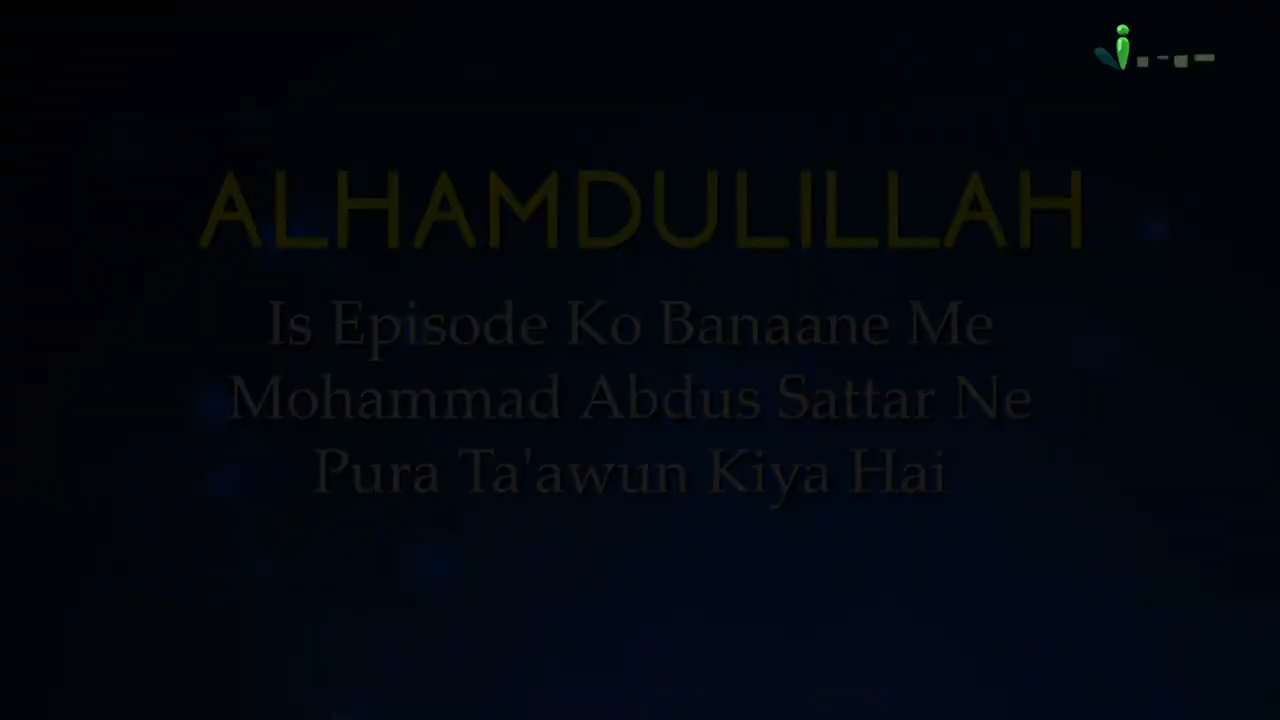 ALHAMDULILLAH
Is Episode Ko Banaane Me
Mohammad Abdus Sattar Ne
Pura Ta'awun Kiya Hai